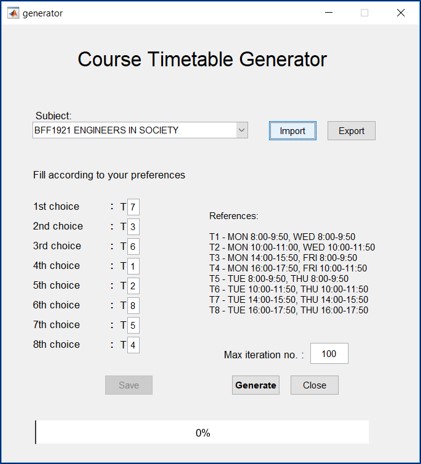 generator
Course Timetable Generator
Subject:
BFF1921 ENGINEERS IN SOCIETY
Import
Export
Fill according to your preferences
1st choice : T 7
2nd choice : T 3
3rd choice : T 6
4th choice : T 1
5th choice : T 2
6th choice : T 8
7th choice : T 5
8th choice : T 4
References:
T1 - MON 8:00-9:50, WED 8:00-9:50
T2 - MON 10:00-11:00, WED 10:00-11:50
T3 - MON 14:00-15:50, FRI 8:00-9:50
T4 - MON 16:00-17:50, FRI 10:00-11:50
T5 - TUE 8:00-9:50, THU 8:00-9:50
T6 - TUE 10:00-11:50, THU 10:00-11:50
T7 - TUE 14:00-15:50, THU 14:00-15:50
T8 - TUE 16:00-17:50, THU 16:00-17:50
Max iteration no. : 100
Save
Generate
Close
0%